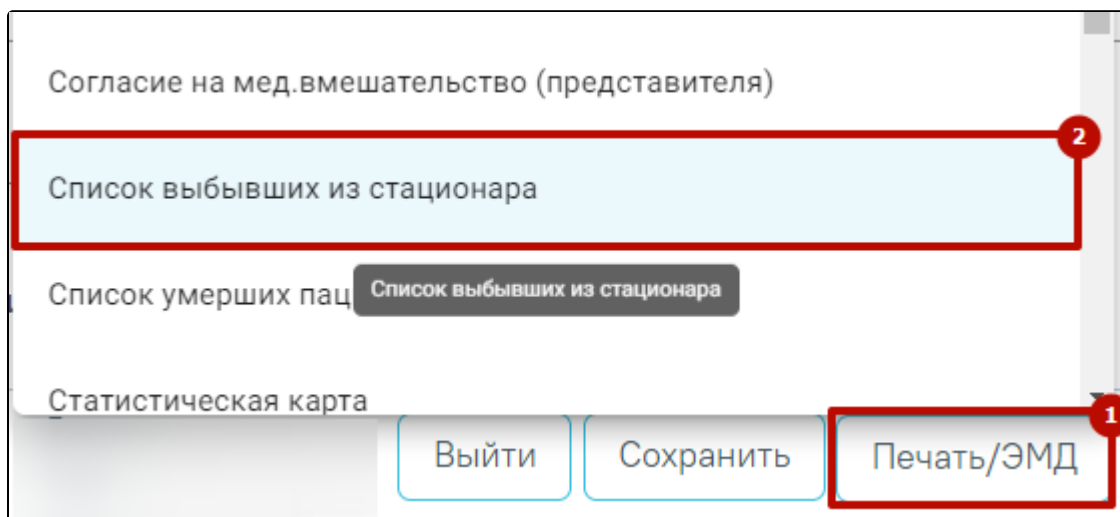 Согласие на мед.вмешательство (представителя)
2
Список выбывших из стационара
Список умерших пац
Список выбывших из стационара
Статистическая карта
1
Выйти
Сохранить
Печать/ЭМД